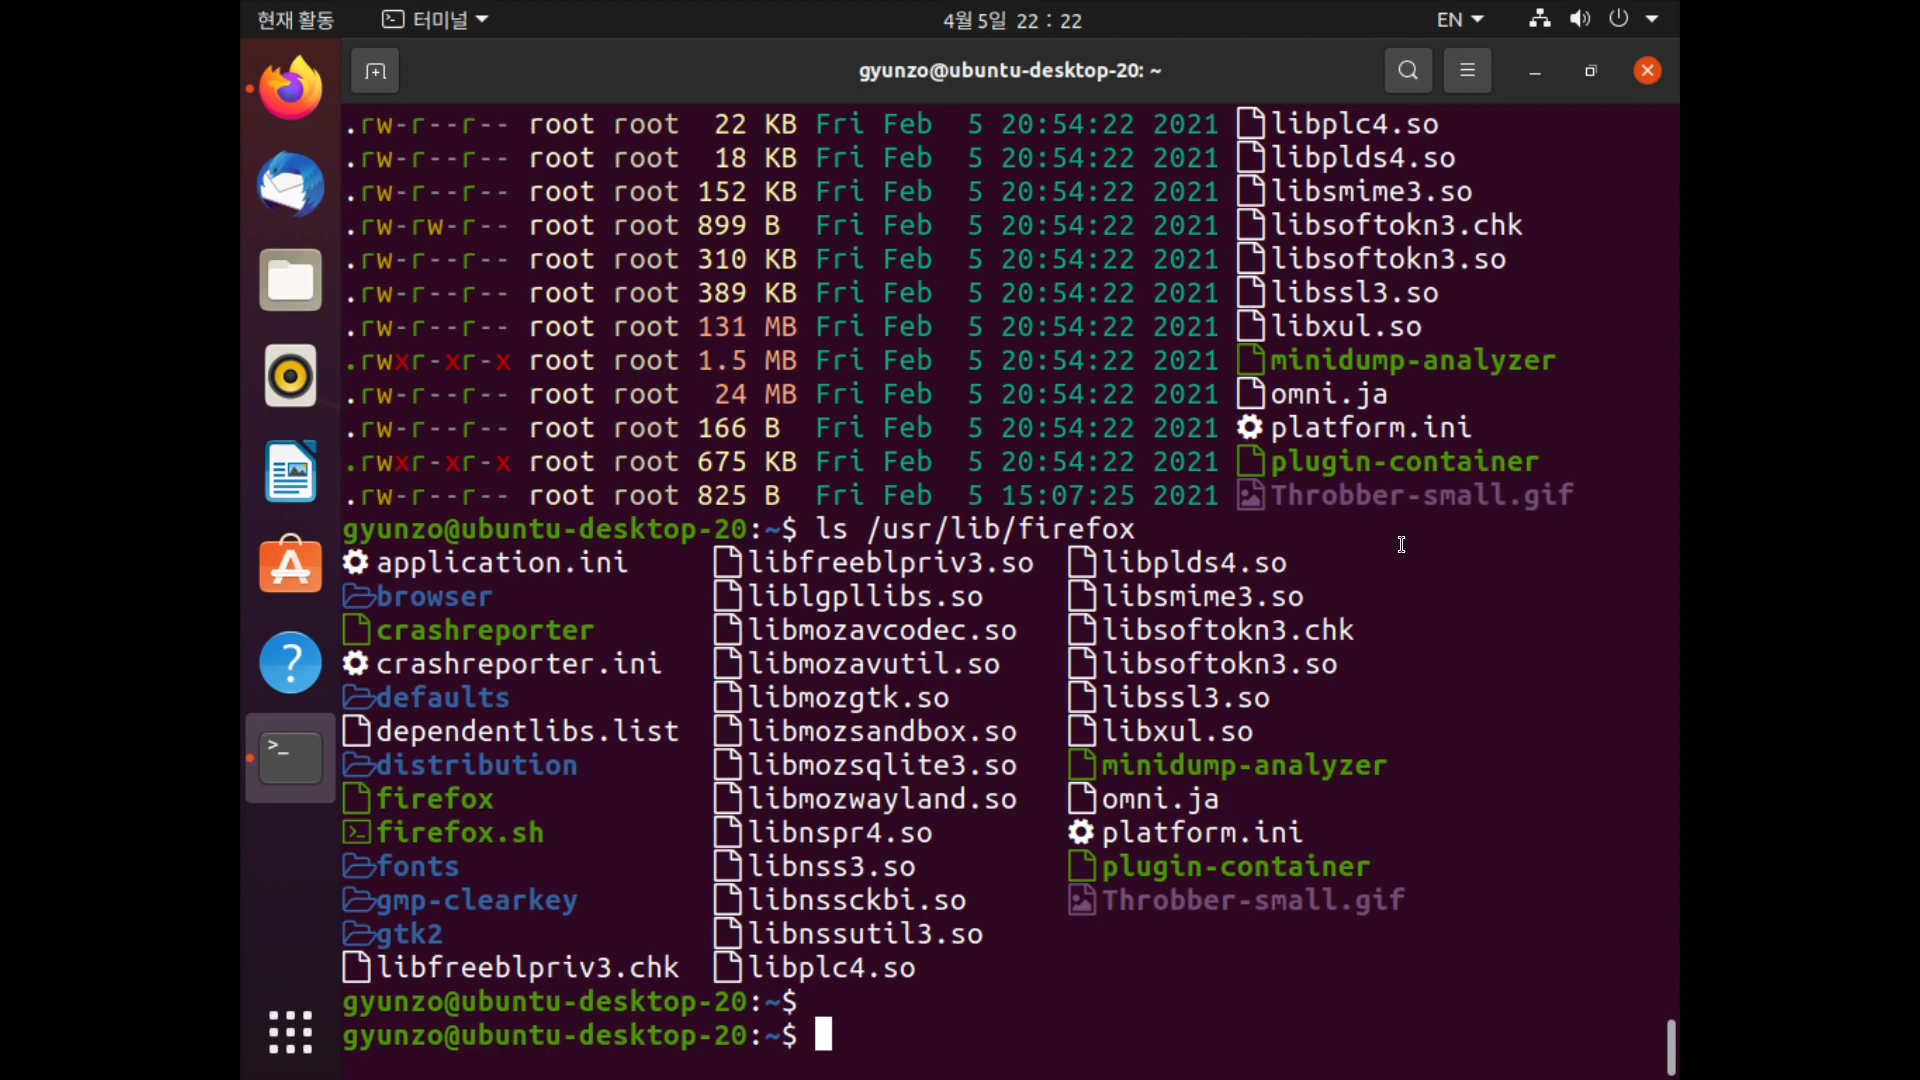 현재 활동 터미널 4월 5일 22 : 22 EN
gyunzo@ubuntu-desktop-20: ~
.rw-r--r-- root root 22 KB Fri Feb 5 20:54:22 2021 libplc4.so
.rw-r--r-- root root 18 KB Fri Feb 5 20:54:22 2021 libplds4.so
.rw-r--r-- root root 152 KB Fri Feb 5 20:54:22 2021 libsmime3.so
.rw-rw-r-- root root 899 B Fri Feb 5 20:54:22 2021 libsoftokn3.chk
.rw-r--r-- root root 310 KB Fri Feb 5 20:54:22 2021 libsoftokn3.so
.rw-r--r-- root root 389 KB Fri Feb 5 20:54:22 2021 libssl3.so
.rw-r--r-- root root 131 MB Fri Feb 5 20:54:22 2021 libxul.so
.rwxr-xr-x root root 1.5 MB Fri Feb 5 20:54:22 2021 minidump-analyzer
.rw-r--r-- root root 24 MB Fri Feb 5 20:54:22 2021 omni.ja
.rw-r--r-- root root 166 B Fri Feb 5 20:54:22 2021 platform.ini
.rwxr-xr-x root root 675 KB Fri Feb 5 20:54:22 2021 plugin-container
.rw-r--r-- root root 825 B Fri Feb 5 15:07:25 2021 Throbber-small.gif
gyunzo@ubuntu-desktop-20:~$ ls /usr/lib/firefox
application.ini libfreeblpriv3.so libplds4.so
browser liblgpllibs.so libsmime3.so
crashreporter libmozavcodec.so libsoftokn3.chk
crashreporter.ini libmozavutil.so libsoftokn3.so
defaults libmozgtk.so libssl3.so
dependentlibs.list libmozsandbox.so libxul.so
distribution libmozsqlite3.so minidump-analyzer
firefox libmozwayland.so omni.ja
firefox.sh libnspr4.so platform.ini
fonts libnss3.so plugin-container
gmp-clearkey libnssckbi.so Throbber-small.gif
gtk2 libnssutil3.so
libfreeblpriv3.chk libplc4.so
gyunzo@ubuntu-desktop-20:~$
gyunzo@ubuntu-desktop-20:~$